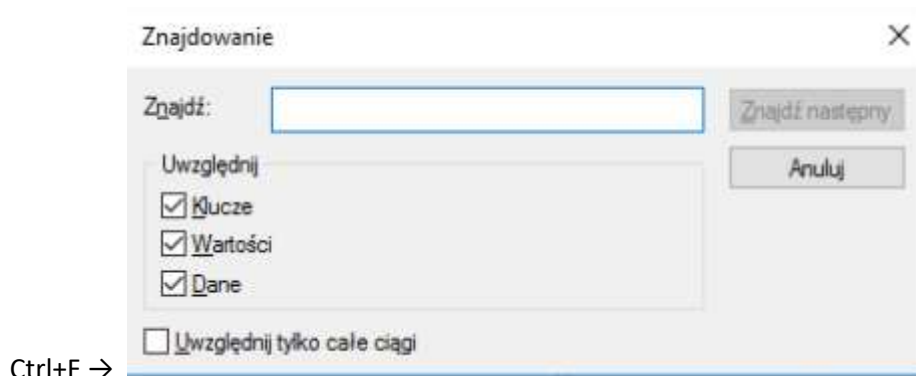 Znajdowanie
Znajdź:
Znajdź następny
Uwzględnij
Anuluj
Klucze
Wartości
Dane
Uwzględnij tylko całe ciągi
Ctrl+F →